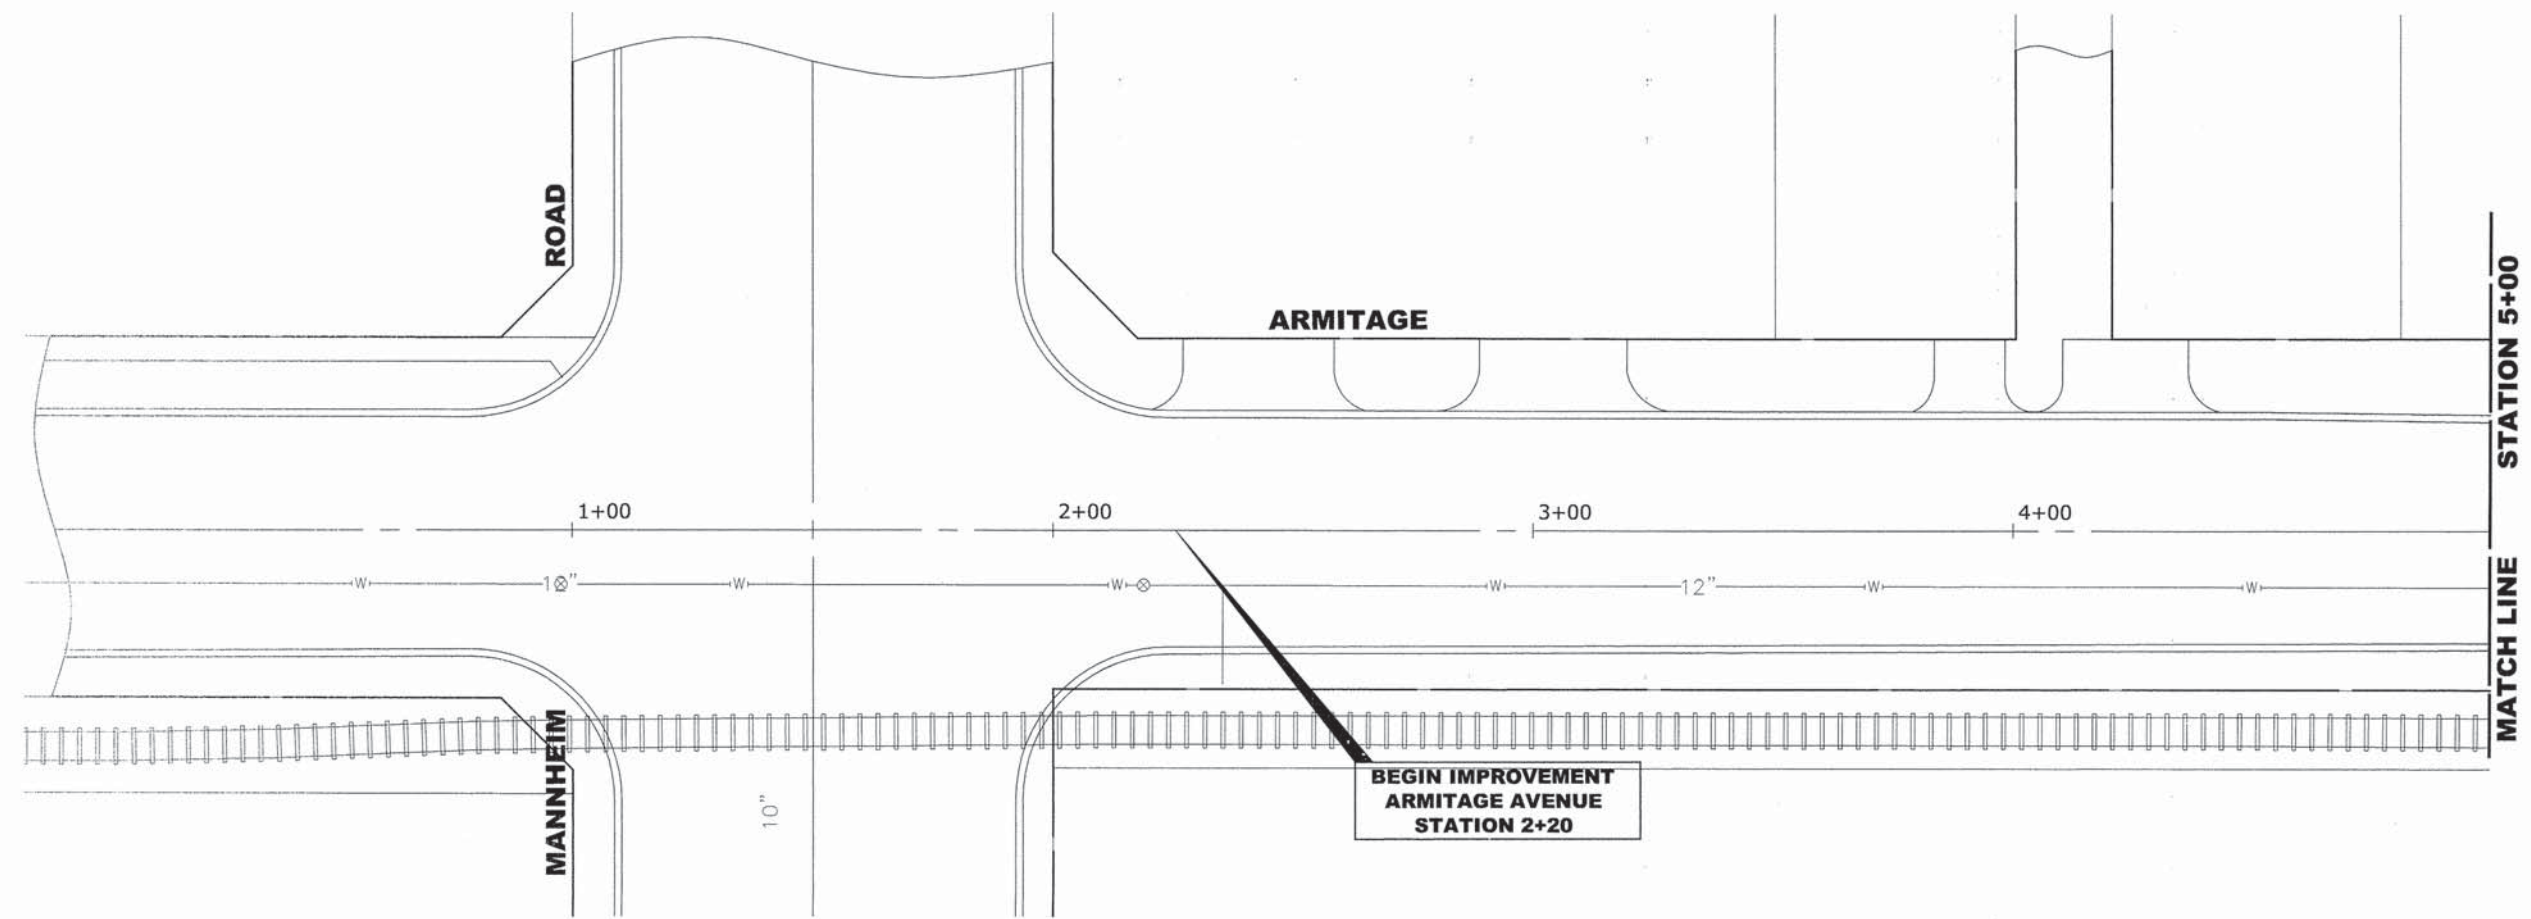 ROAD
ARMITAGE
STATION 5+00
1+00
2+00
3+00
4+00
W
10"
W
W
W
12"
W
W
MATCH LINE
MANNHEIM
10"
BEGIN IMPROVEMENT
ARMITAGE AVENUE
STATION 2+20